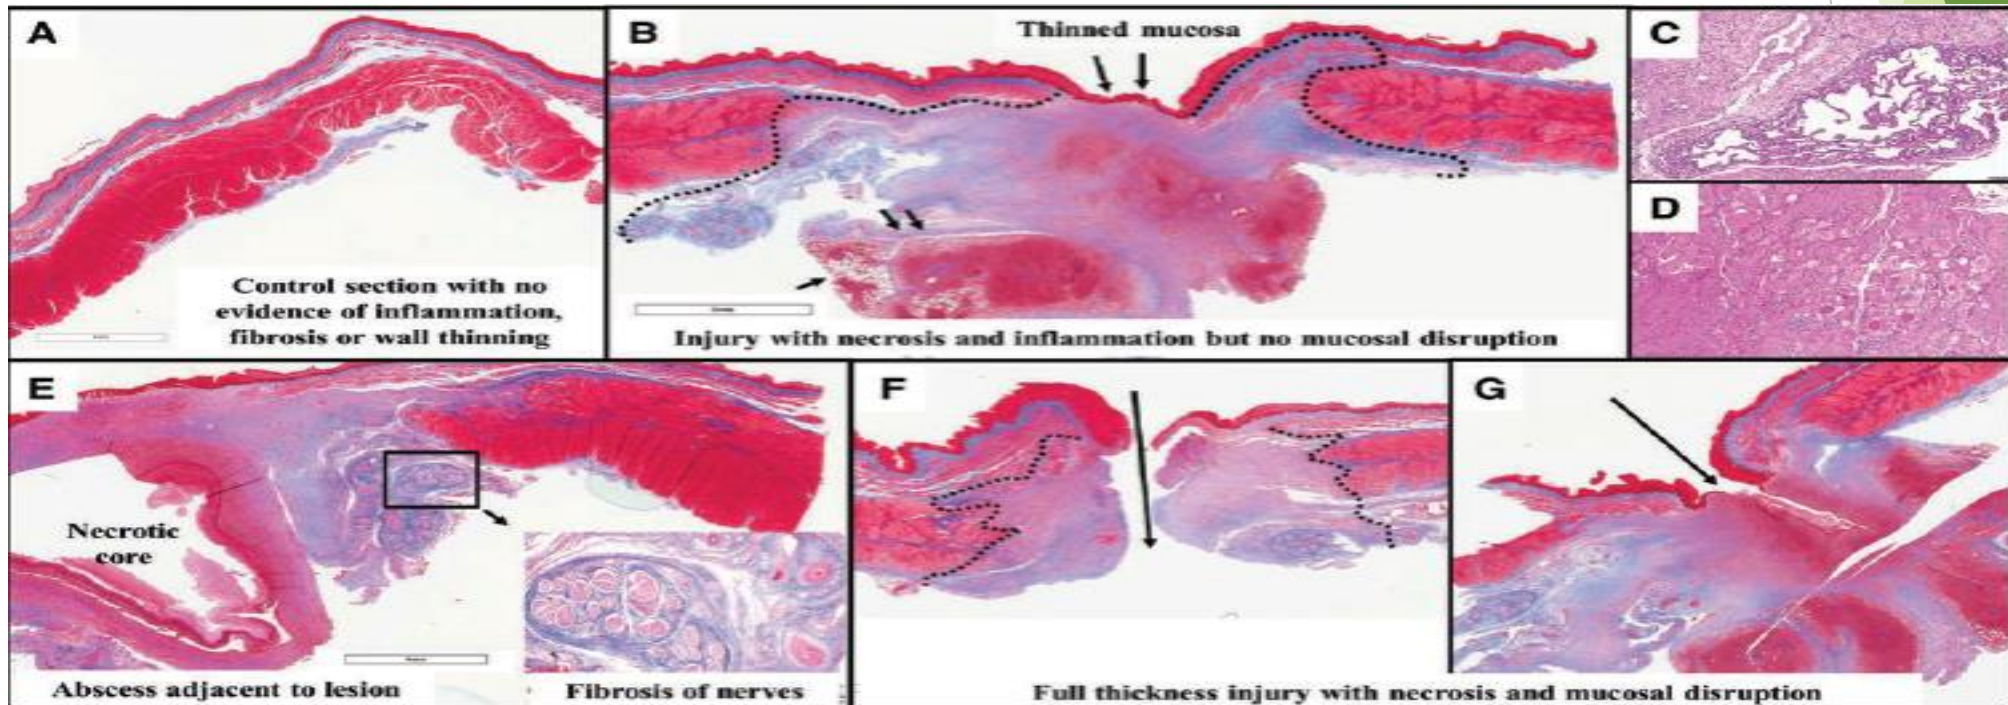 A
Control section with no
evidence of inflammation,
fibrosis or wall thinning
B
Thinned mucosa
Injury with necrosis and inflammation but no mucosal disruption
C
D
E
Necrotic
core
Abscess adjacent to lesion
Fibrosis of nerves
F
G
Full thickness injury with necrosis and mucosal disruption